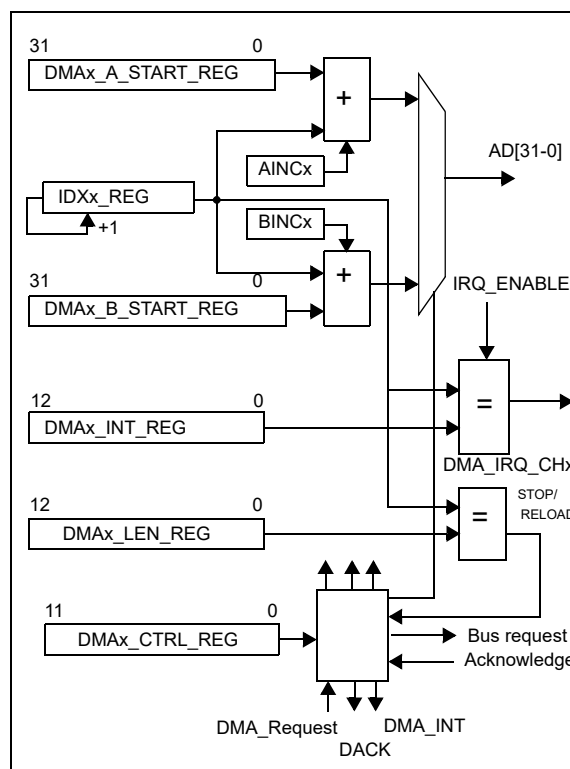 31 0
DMAx_A_START_REG
+
AINCx
AD[31-0]
IDXx_REG
+1
BINCx
31 0
+
DMAx_B_START_REG
IRQ_ENABLE
12 0
=
DMAx_INT_REG
DMA_IRQ_CHx
12 0
STOP/
RELOAD
=
DMAx_LEN_REG
11 0
DMAx_CTRL_REG
Bus request
Acknowledge
DMA_Request
DMA_INT
DACK